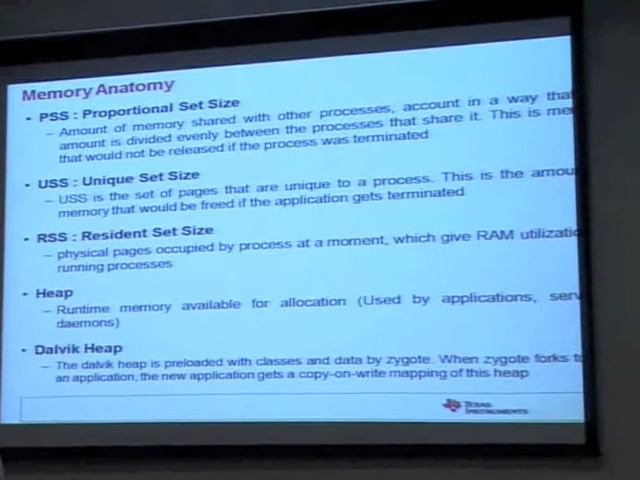 Memory Anatomy
• PSS : Proportional Set Size
– Amount of memory shared with other processes, account in a way that
amount is divided evenly between the processes that share it. This is me
that would not be released if the process was terminated
• USS : Unique Set Size
– USS is the set of pages that are unique to a process. This is the amou
memory that would be freed if the application gets terminated
• RSS : Resident Set Size
– physical pages occupied by process at a moment, which give RAM utilizatio
running processes
• Heap
– Runtime memory available for allocation (Used by applications, serv
daemons)
• Dalvik Heap
– The dalvik heap is preloaded with classes and data by zygote. When zygote forks t
an application, the new application gets a copy-on-write mapping of this heap
TEXAS
INSTRUMENTS